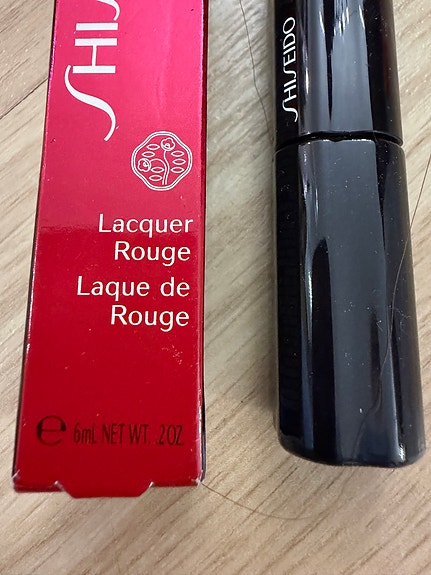 SHIS
Lacquer
Rouge
Laque de
Rouge
℮ 6mL NET WT. .2OZ.
SHISEIDO